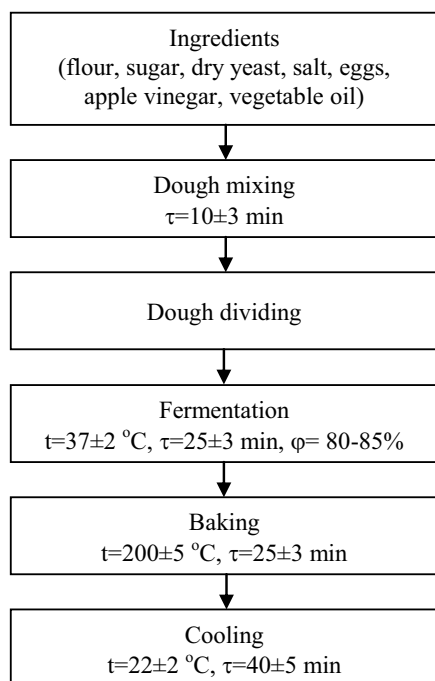 Ingredients
(flour, sugar, dry yeast, salt, eggs,
apple vinegar, vegetable oil)
Dough mixing
τ=10±3 min
Dough dividing
Fermentation
t=37±2 °C, τ=25±3 min, φ= 80-85%
Baking
t=200±5 °C, τ=25±3 min
Cooling
t=22±2 °C, τ=40±5 min